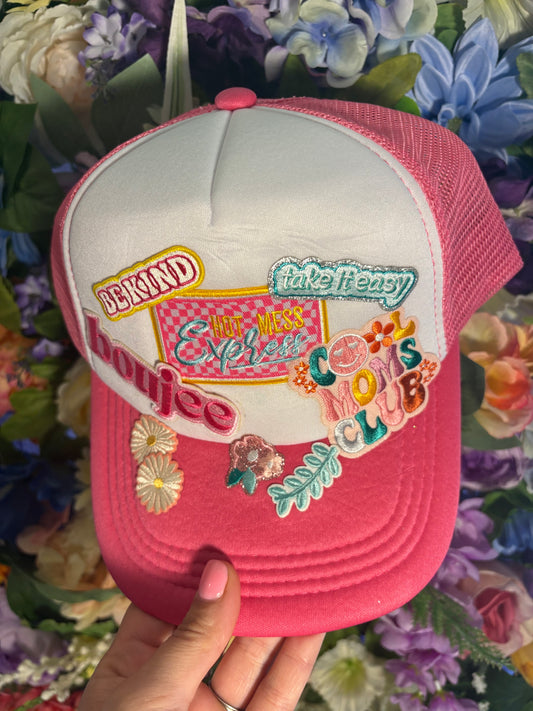 BE KIND
take it easy
HOT MESS
Express
boujee
COOL
MOMS
CLUB